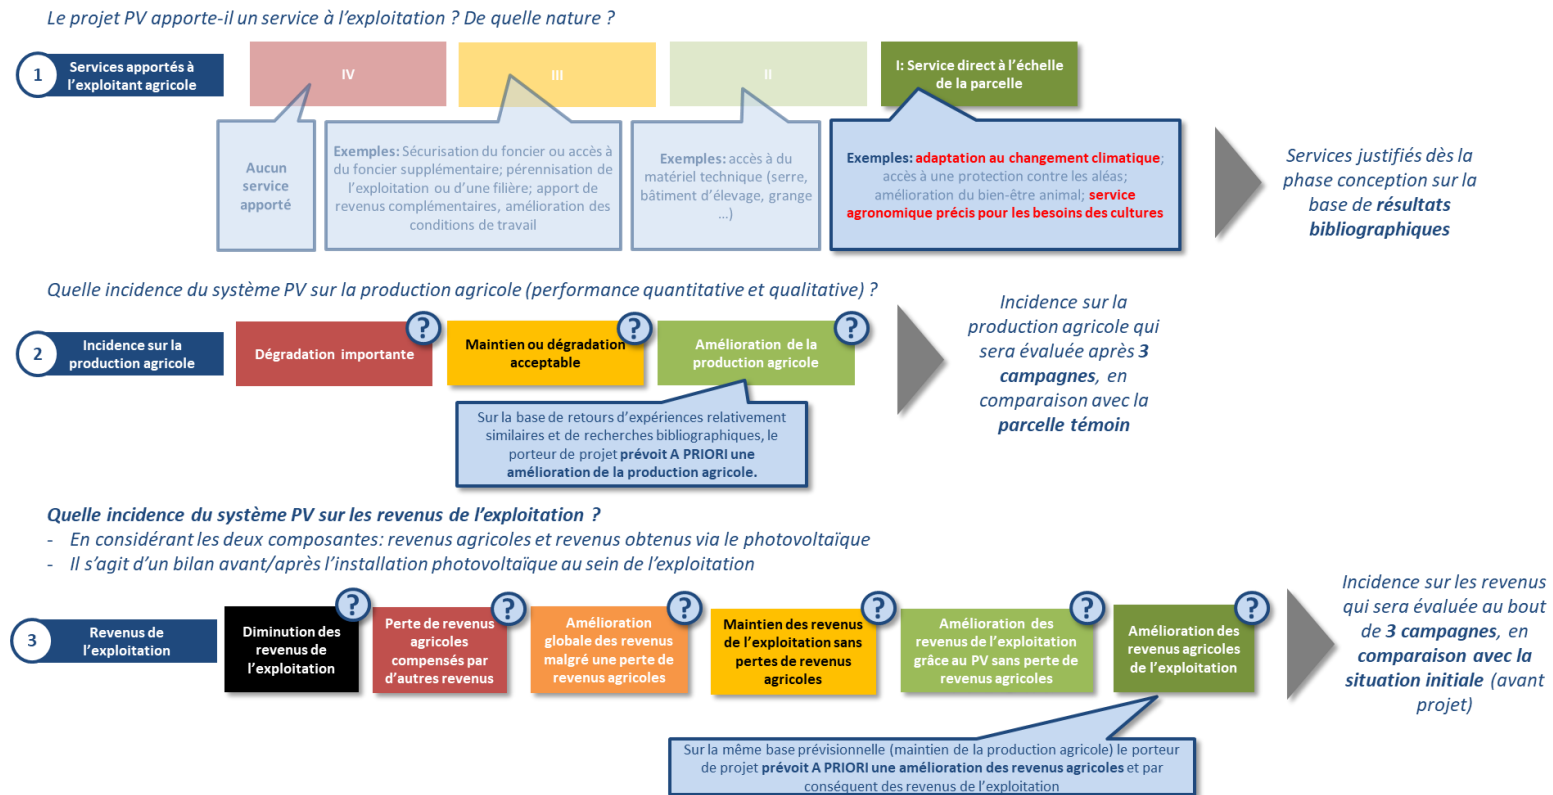 Le projet PV apporte-il un service à l'exploitation ? De quelle nature ?
1
Services apportés à
l'exploitant agricole
IV
III
II
I: Service direct à l'échelle
de la parcelle
Aucun
service
apporté
Exemples: Sécurisation du foncier ou accès à
du foncier supplémentaire; pérennisation de
l'exploitation ou d'une filière; apport de
revenus complémentaires, amélioration des
conditions de travail
Exemples: accès à du
matériel technique (serre,
bâtiment d'élevage, grange
…)
Exemples: adaptation au changement climatique;
accès à une protection contre les aléas;
amélioration du bien-être animal; service
agronomique précis pour les besoins des cultures
Services justifiés dès la
phase conception sur la
base de résultats
bibliographiques
Quelle incidence du système PV sur la production agricole (performance quantitative et qualitative) ?
2
Incidence sur la
production agricole
Dégradation importante
?
Maintien ou dégradation
acceptable
?
Amélioration de la
production agricole
?
Sur la base de retours d'expériences relativement
similaires et de recherches bibliographiques, le
porteur de projet prévoit A PRIORI une
amélioration de la production agricole.
Incidence sur la
production agricole qui
sera évaluée après 3
campagnes, en
comparaison avec la
parcelle témoin
Quelle incidence du système PV sur les revenus de l'exploitation ?
- En considérant les deux composantes: revenus agricoles et revenus obtenus via le photovoltaïque
- Il s'agit d'un bilan avant/après l'installation photovoltaïque au sein de l'exploitation
3
Revenus de
l'exploitation
Diminution des
revenus de
l'exploitation
?
Perte de revenus
agricoles
compensés par
d'autres revenus
?
Amélioration
globale des revenus
malgré une perte de
revenus agricoles
?
Maintien des revenus
de l'exploitation sans
pertes de revenus
agricoles
?
Amélioration des
revenus de l'exploitation
grâce au PV sans perte de
revenus agricoles
?
Amélioration des
revenus agricoles
de l'exploitation
?
Sur la même base prévisionnelle (maintien de la production agricole) le porteur
de projet prévoit A PRIORI une amélioration des revenus agricoles et par
conséquent des revenus de l'exploitation
Incidence sur les revenus
qui sera évaluée au bout
de 3 campagnes, en
comparaison avec la
situation initiale (avant
projet)